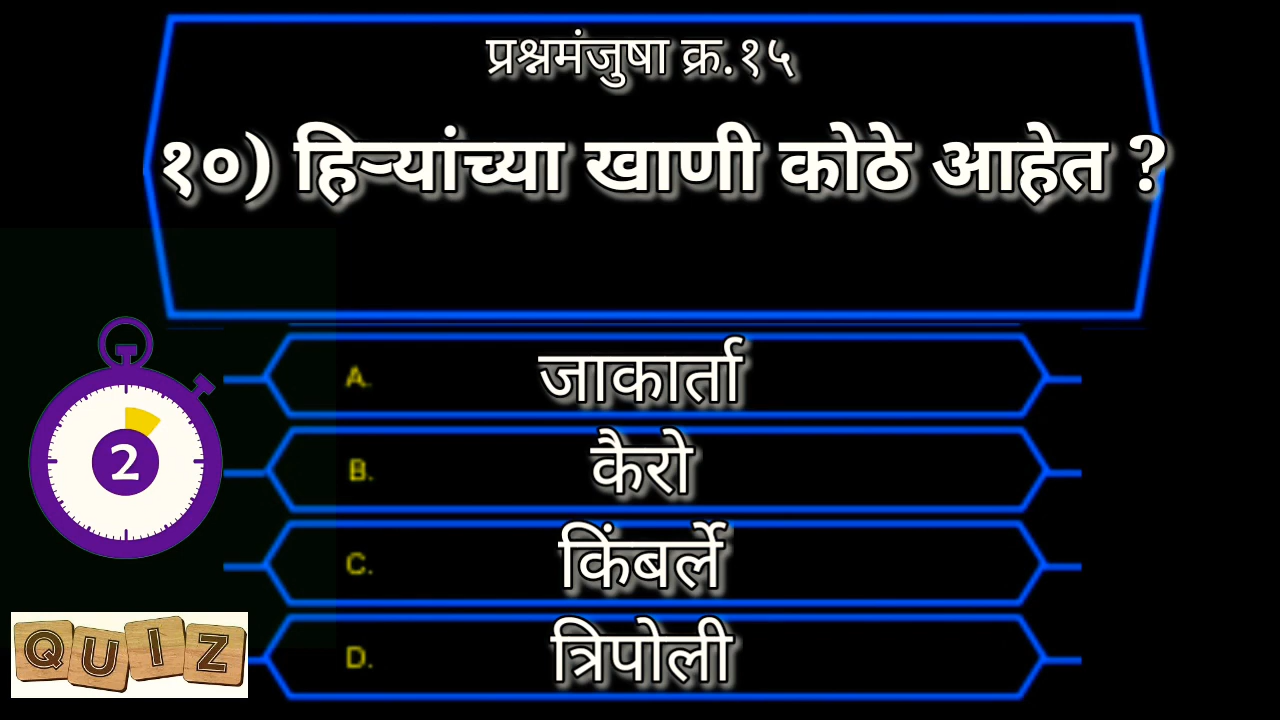 प्रश्नमंजुषा क्र.१५
१०) हिऱ्यांच्या खाणी कोठे आहेत ?
A. जाकार्ता
B. कैरो
2
C. किंबर्ले
D. त्रिपोली
QUIZ